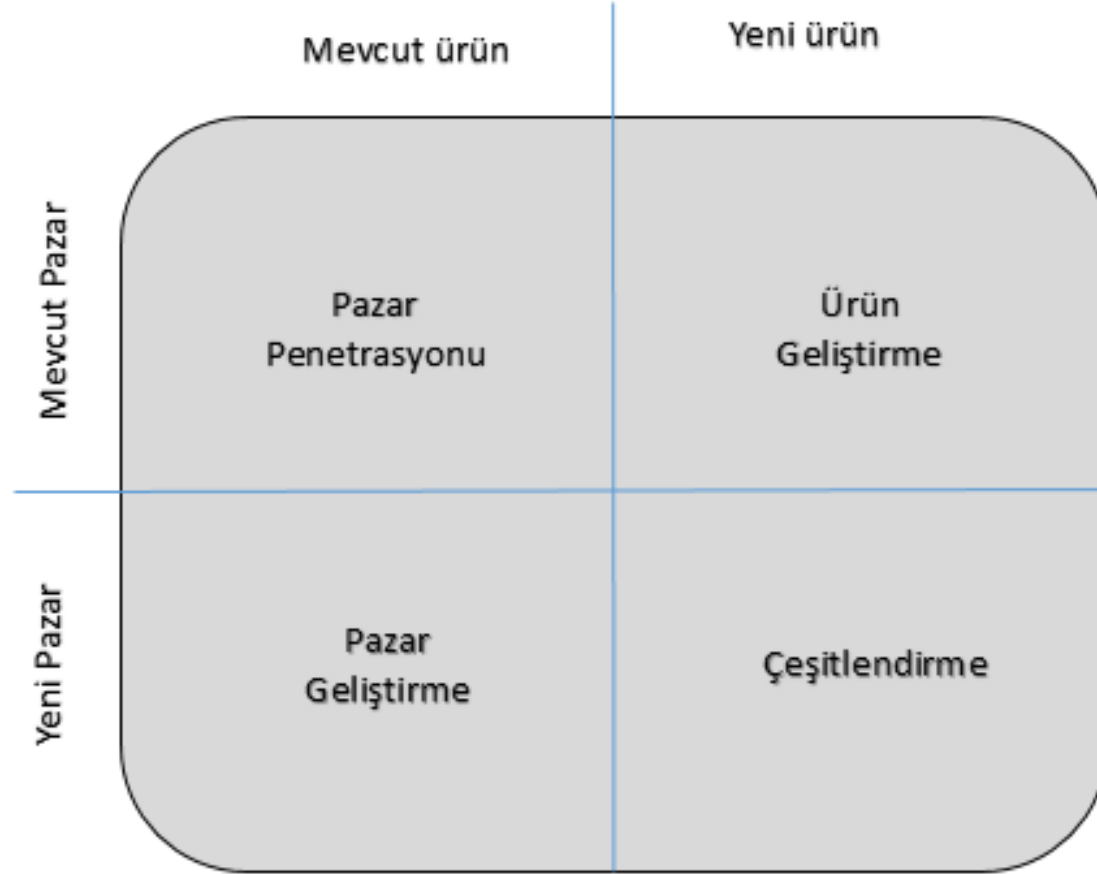 Mevcut ürün
Yeni ürün
Mevcut Pazar
Pazar
Penetrasyonu
Ürün
Geliştirme
Yeni Pazar
Pazar
Geliştirme
Çeşitlendirme